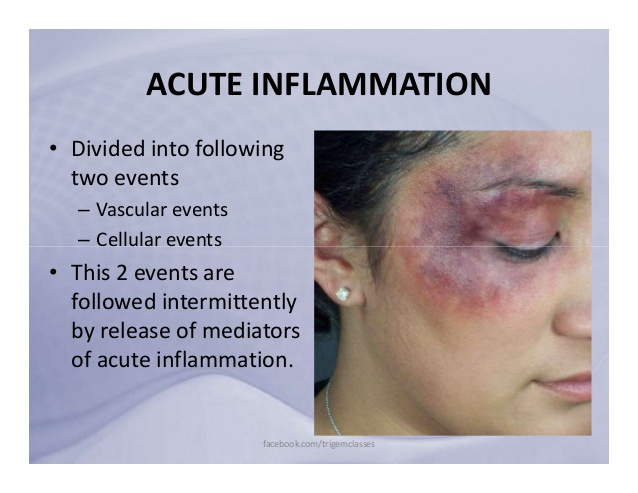 ACUTE INFLAMMATION
• Divided into following
two events
– Vascular events
– Cellular events
• This 2 events are
followed intermittently
by release of mediators
of acute inflammation.
facebook.com/trigemclasses